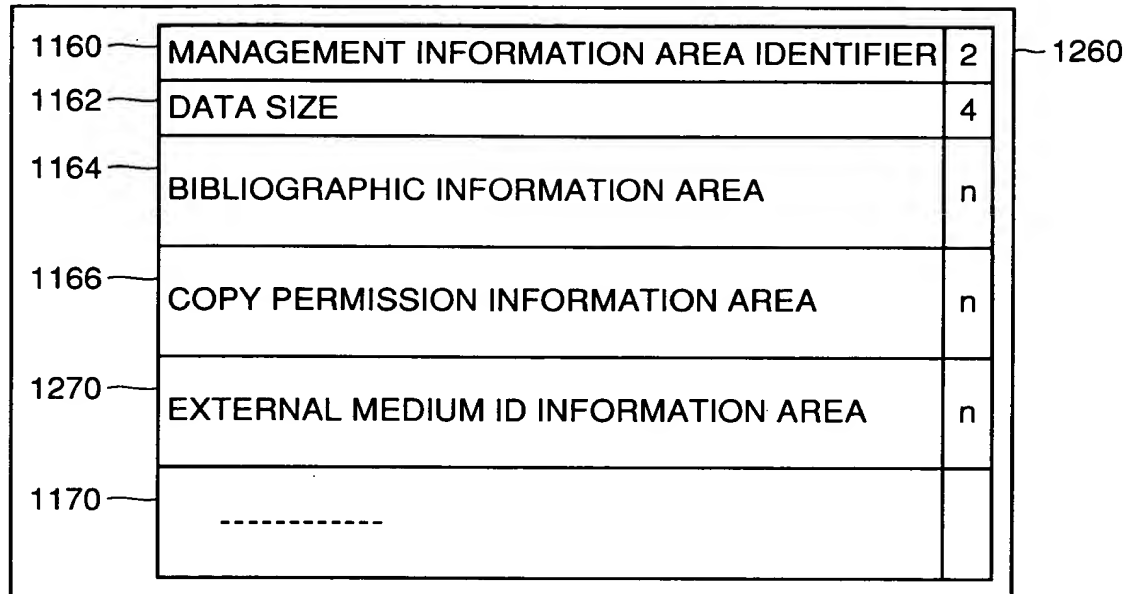 1160 MANAGEMENT INFORMATION AREA IDENTIFIER 2 1260
1162 DATA SIZE 4
1164 BIBLIOGRAPHIC INFORMATION AREA n
1166 COPY PERMISSION INFORMATION AREA n
1270 EXTERNAL MEDIUM ID INFORMATION AREA n
1170 ------------